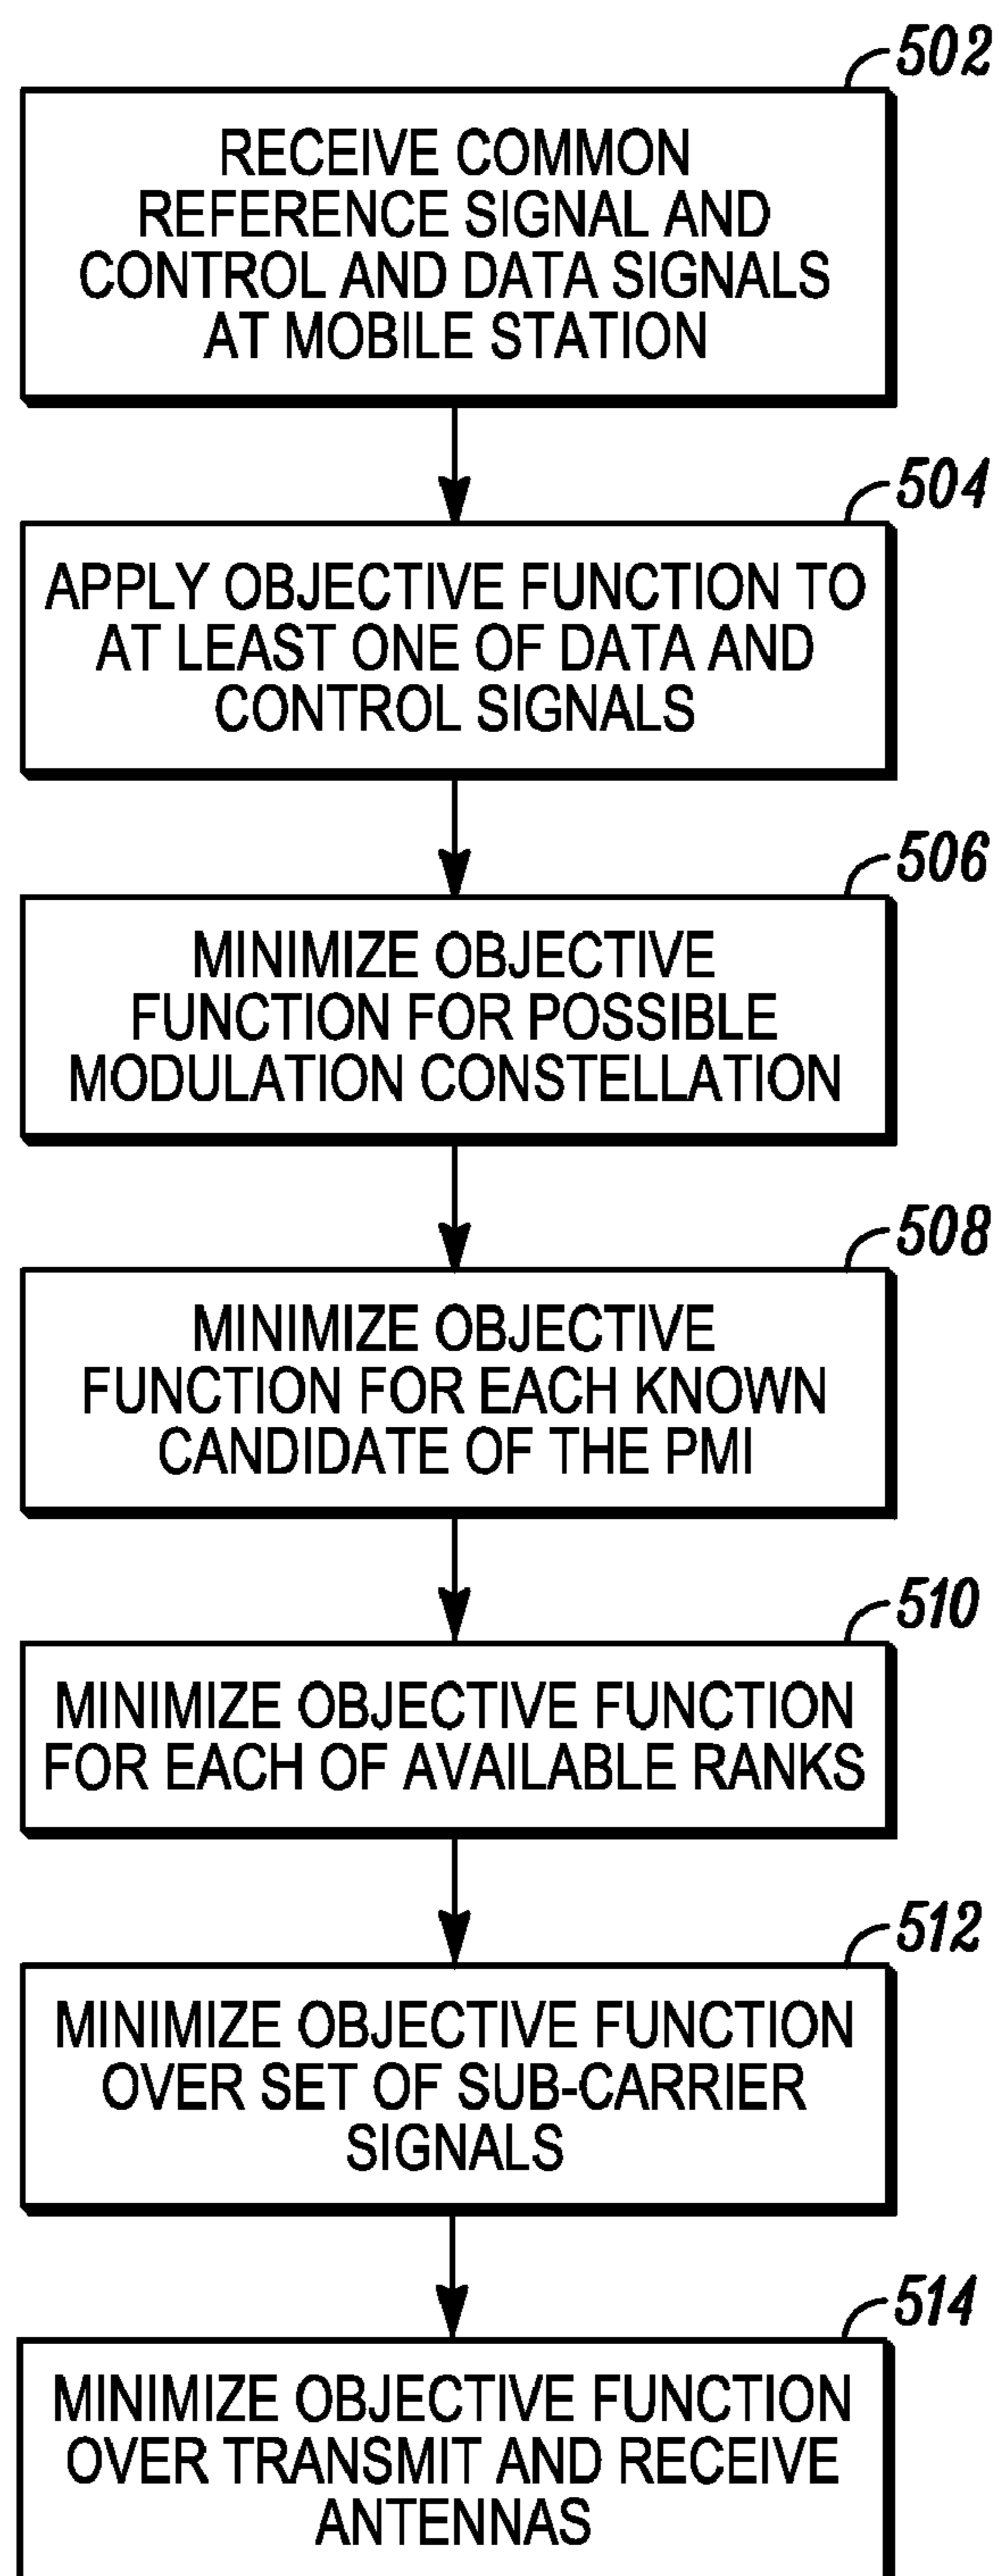 502
RECEIVE COMMON
REFERENCE SIGNAL AND
CONTROL AND DATA SIGNALS
AT MOBILE STATION
504
APPLY OBJECTIVE FUNCTION TO
AT LEAST ONE OF DATA AND
CONTROL SIGNALS
506
MINIMIZE OBJECTIVE
FUNCTION FOR POSSIBLE
MODULATION CONSTELLATION
508
MINIMIZE OBJECTIVE
FUNCTION FOR EACH KNOWN
CANDIDATE OF THE PMI
510
MINIMIZE OBJECTIVE FUNCTION
FOR EACH OF AVAILABLE RANKS
512
MINIMIZE OBJECTIVE FUNCTION
OVER SET OF SUB-CARRIER
SIGNALS
514
MINIMIZE OBJECTIVE FUNCTION
OVER TRANSMIT AND RECEIVE
ANTENNAS